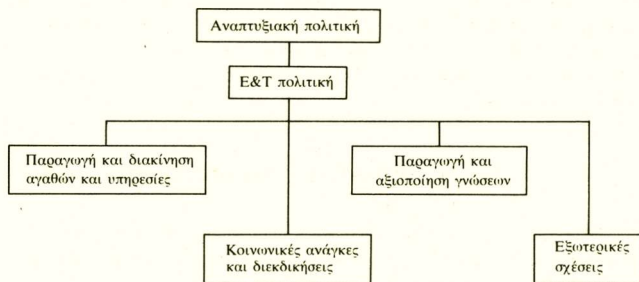 Αναπτυξιακή πολιτική
Ε&Τ πολιτική
Παραγωγή και διακίνηση
αγαθών και υπηρεσίες
Παραγωγή και
αξιοποίηση γνώσεων
Κοινωνικές ανάγκες
και διεκδικήσεις
Εξωτερικές
σχέσεις